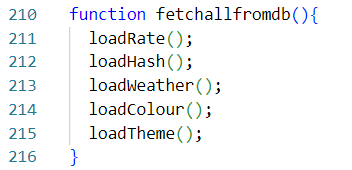 210 function fetchallfromdb(){
211 loadRate();
212 loadHash();
213 loadWeather();
214 loadColour();
215 loadTheme();
216 }